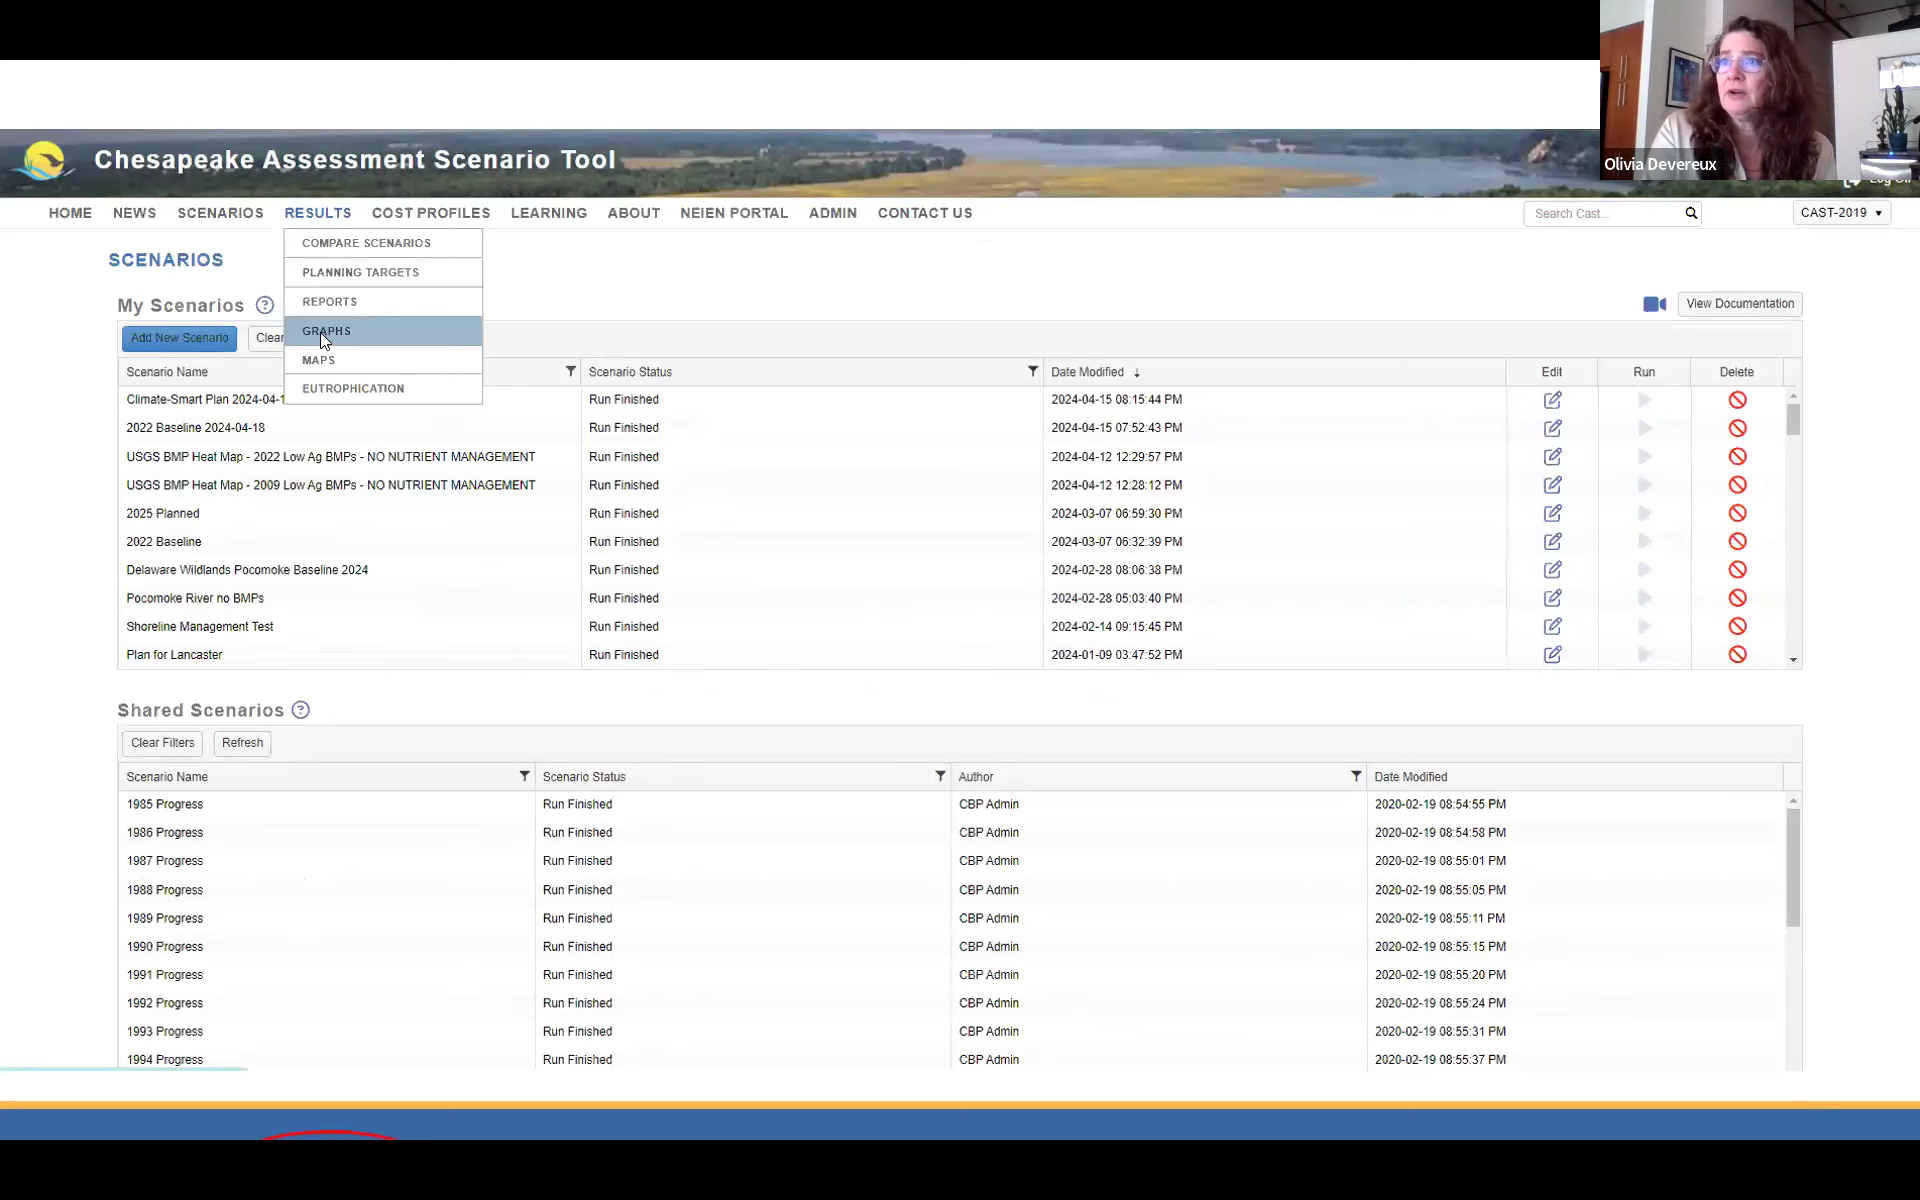 Olivia Devereux
Chesapeake Assessment Scenario Tool
HOME NEWS SCENARIOS RESULTS COST PROFILES LEARNING ABOUT NEIEN PORTAL ADMIN CONTACT US Search Cast... CAST-2019
COMPARE SCENARIOS
PLANNING TARGETS
REPORTS
GRAPHS
MAPS
EUTROPHICATION
SCENARIOS
My Scenarios ? View Documentation
Add New Scenario Clear
Scenario Name Scenario Status Date Modified ↓ Edit Run Delete
Climate-Smart Plan 2024-04-1 Run Finished 2024-04-15 08:15:44 PM
2022 Baseline 2024-04-18 Run Finished 2024-04-15 07:52:43 PM
USGS BMP Heat Map - 2022 Low Ag BMPs - NO NUTRIENT MANAGEMENT Run Finished 2024-04-12 12:29:57 PM
USGS BMP Heat Map - 2009 Low Ag BMPs - NO NUTRIENT MANAGEMENT Run Finished 2024-04-12 12:28:12 PM
2025 Planned Run Finished 2024-03-07 06:59:30 PM
2022 Baseline Run Finished 2024-03-07 06:32:39 PM
Delaware Wildlands Pocomoke Baseline 2024 Run Finished 2024-02-28 08:06:38 PM
Pocomoke River no BMPs Run Finished 2024-02-28 05:03:40 PM
Shoreline Management Test Run Finished 2024-02-14 09:15:45 PM
Plan for Lancaster Run Finished 2024-01-09 03:47:52 PM
Shared Scenarios ?
Clear Filters Refresh
Scenario Name Scenario Status Author Date Modified
1985 Progress Run Finished CBP Admin 2020-02-19 08:54:55 PM
1986 Progress Run Finished CBP Admin 2020-02-19 08:54:58 PM
1987 Progress Run Finished CBP Admin 2020-02-19 08:55:01 PM
1988 Progress Run Finished CBP Admin 2020-02-19 08:55:05 PM
1989 Progress Run Finished CBP Admin 2020-02-19 08:55:11 PM
1990 Progress Run Finished CBP Admin 2020-02-19 08:55:15 PM
1991 Progress Run Finished CBP Admin 2020-02-19 08:55:20 PM
1992 Progress Run Finished CBP Admin 2020-02-19 08:55:24 PM
1993 Progress Run Finished CBP Admin 2020-02-19 08:55:31 PM
1994 Progress Run Finished CBP Admin 2020-02-19 08:55:37 PM